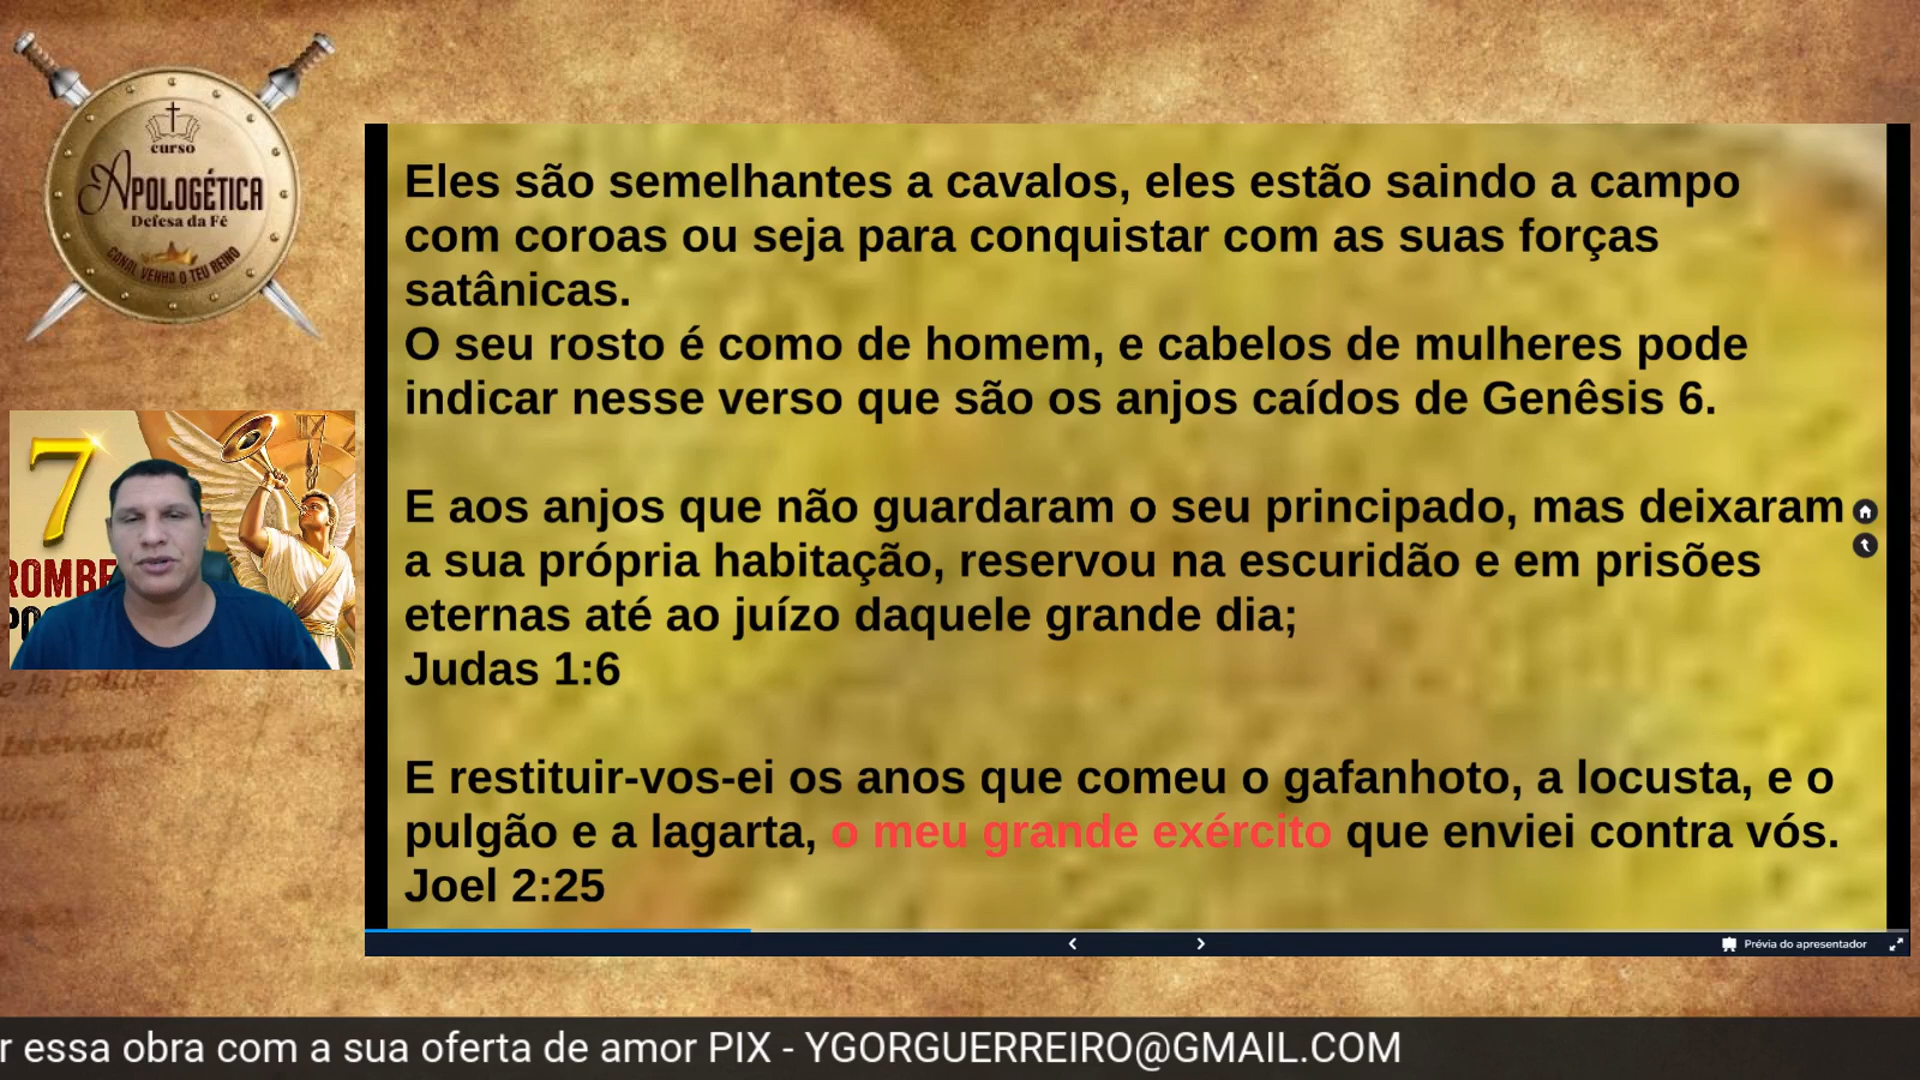 curso
APOLOGÉTICA
Defesa da Fé
CANAL VENHA O TEU REINO
Eles são semelhantes a cavalos, eles estão saindo a campo
com coroas ou seja para conquistar com as suas forças
satânicas.
O seu rosto é como de homem, e cabelos de mulheres pode
indicar nesse verso que são os anjos caídos de Genêsis 6.
E aos anjos que não guardaram o seu principado, mas deixaram
a sua própria habitação, reservou na escuridão e em prisões
eternas até ao juízo daquele grande dia;
Judas 1:6
E restituir-vos-ei os anos que comeu o gafanhoto, a locusta, e o
pulgão e a lagarta, o meu grande exército que enviei contra vós.
Joel 2:25
Prévia do apresentador
7
ROMBE
PO
e la
brevedad
r essa obra com a sua oferta de amor PIX - YGORGUERREIRO@GMAIL.COM